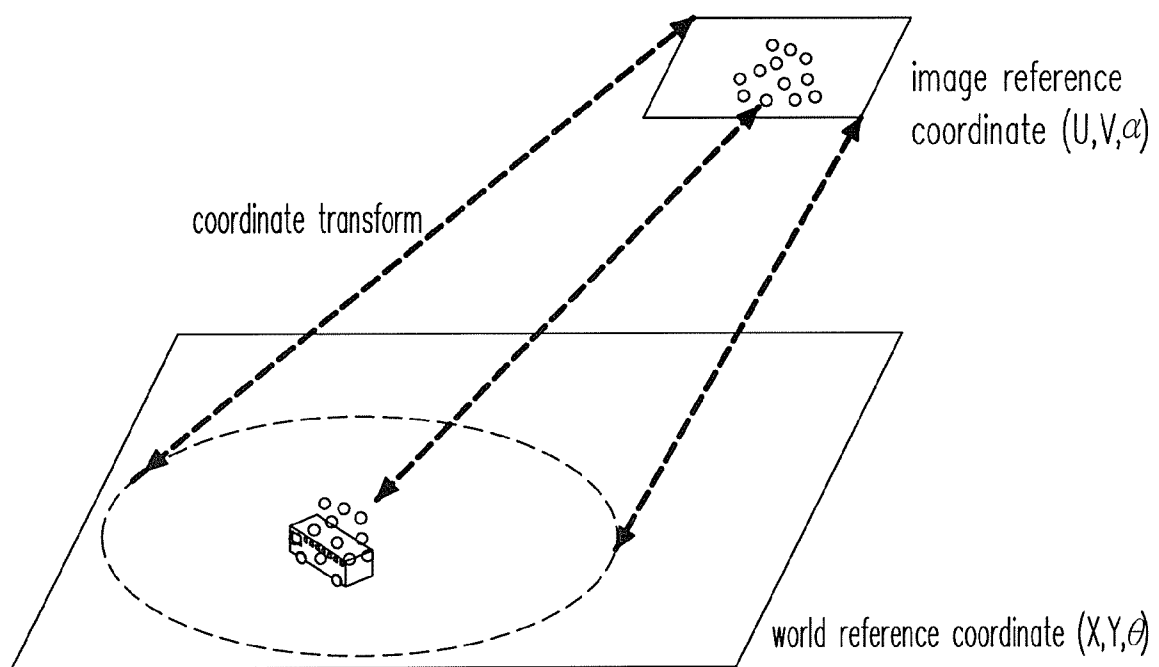 image reference
coordinate (U,V,α)
coordinate transform
world reference coordinate (X,Y,θ)